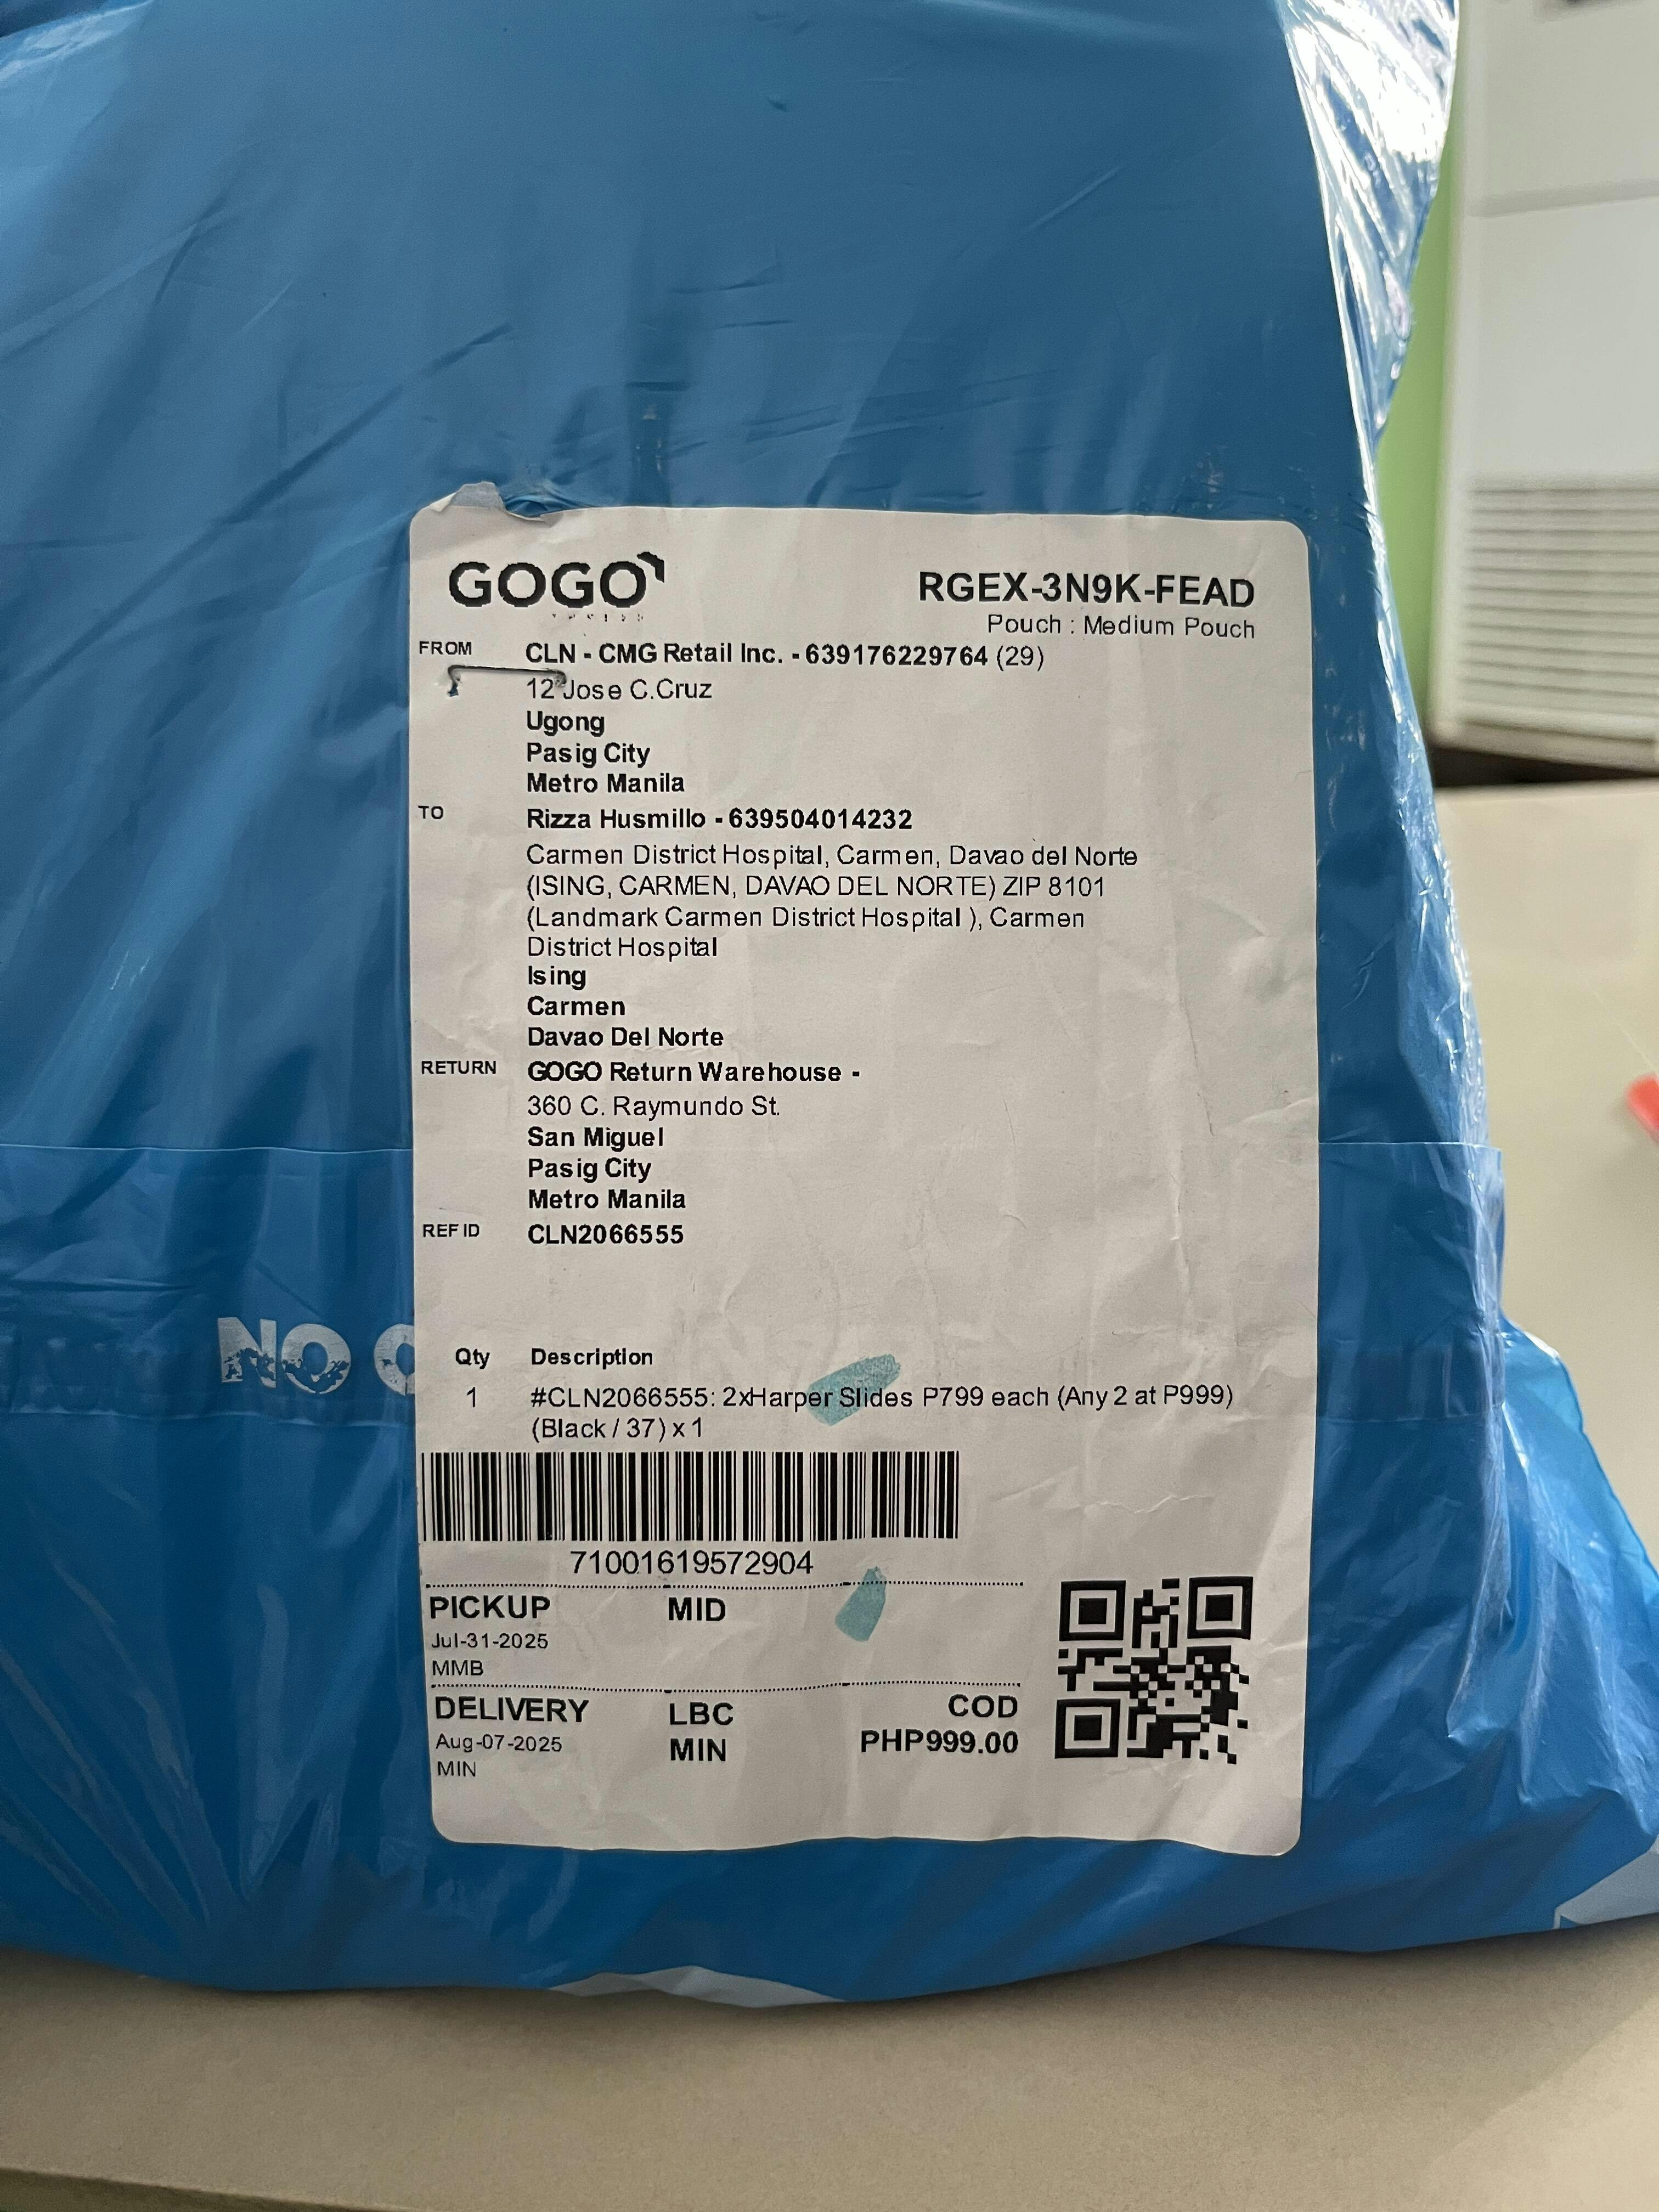 GOGO
RGEX-3N9K-FEAD
Pouch : Medium Pouch
FROM CLN - CMG Retail Inc. - 639176229764 (29)
12 Jose C.Cruz
Ugong
Pasig City
Metro Manila
TO Rizza Husmillo - 639504014232
Carmen District Hospital, Carmen, Davao del Norte
(ISING, CARMEN, DAVAO DEL NORTE) ZIP 8101
(Landmark Carmen District Hospital ), Carmen
District Hospital
Ising
Carmen
Davao Del Norte
RETURN GOGO Return Warehouse -
360 C. Raymundo St.
San Miguel
Pasig City
Metro Manila
REF ID CLN2066555
NO
Qty Description
1 #CLN2066555: 2xHarper Slides P799 each (Any 2 at P999)
(Black / 37) x 1
71001619572904
PICKUP MID
Jul-31-2025
MMB
DELIVERY LBC COD
Aug-07-2025 MIN PHP999.00
MIN